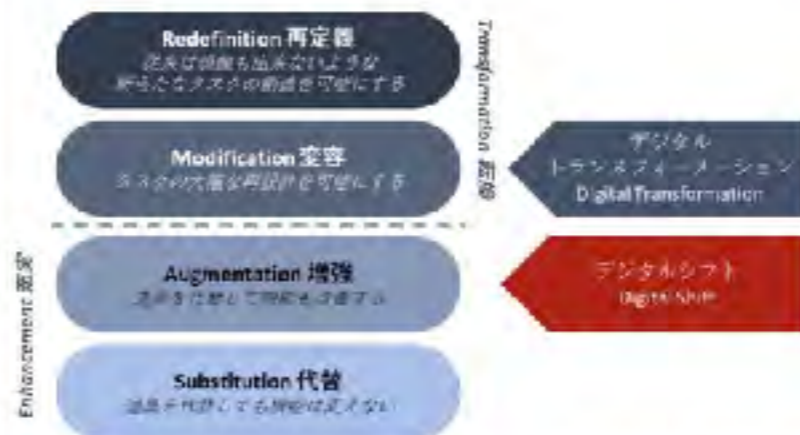 Redefinition 再定義
従来は想像も出来ないような
新らたなタスクの創造を可能にする
Transformation
Modification 変容
タスクの大幅な再設計を可能にする
デジタル
トランスフォーメーション
Digital Transformation
Enhancement
Augmentation 増強
デジタルシフト
Digital Shift
Substitution 代替